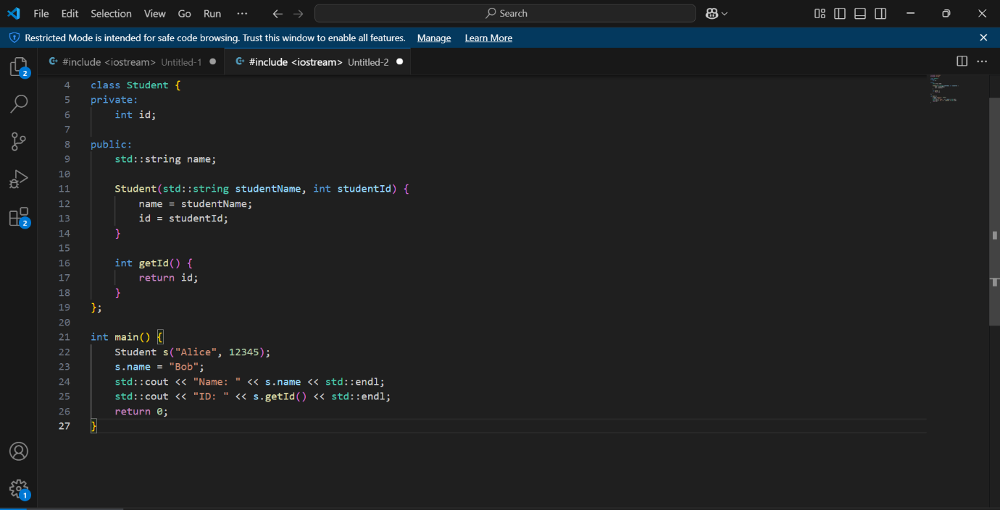 File Edit Selection View Go Run ··· Search
Restricted Mode is intended for safe code browsing. Trust this window to enable all features. Manage Learn More
#include <iostream> Untitled-1 #include <iostream> Untitled-2
2
2
1
4 class Student {
5 private:
6     int id;
7
8 public:
9     std::string name;
10
11     Student(std::string studentName, int studentId) {
12         name = studentName;
13         id = studentId;
14     }
15
16     int getId() {
17         return id;
18     }
19 };
20
21 int main() {
22     Student s("Alice", 12345);
23     s.name = "Bob";
24     std::cout << "Name: " << s.name << std::endl;
25     std::cout << "ID: " << s.getId() << std::endl;
26     return 0;
27 }